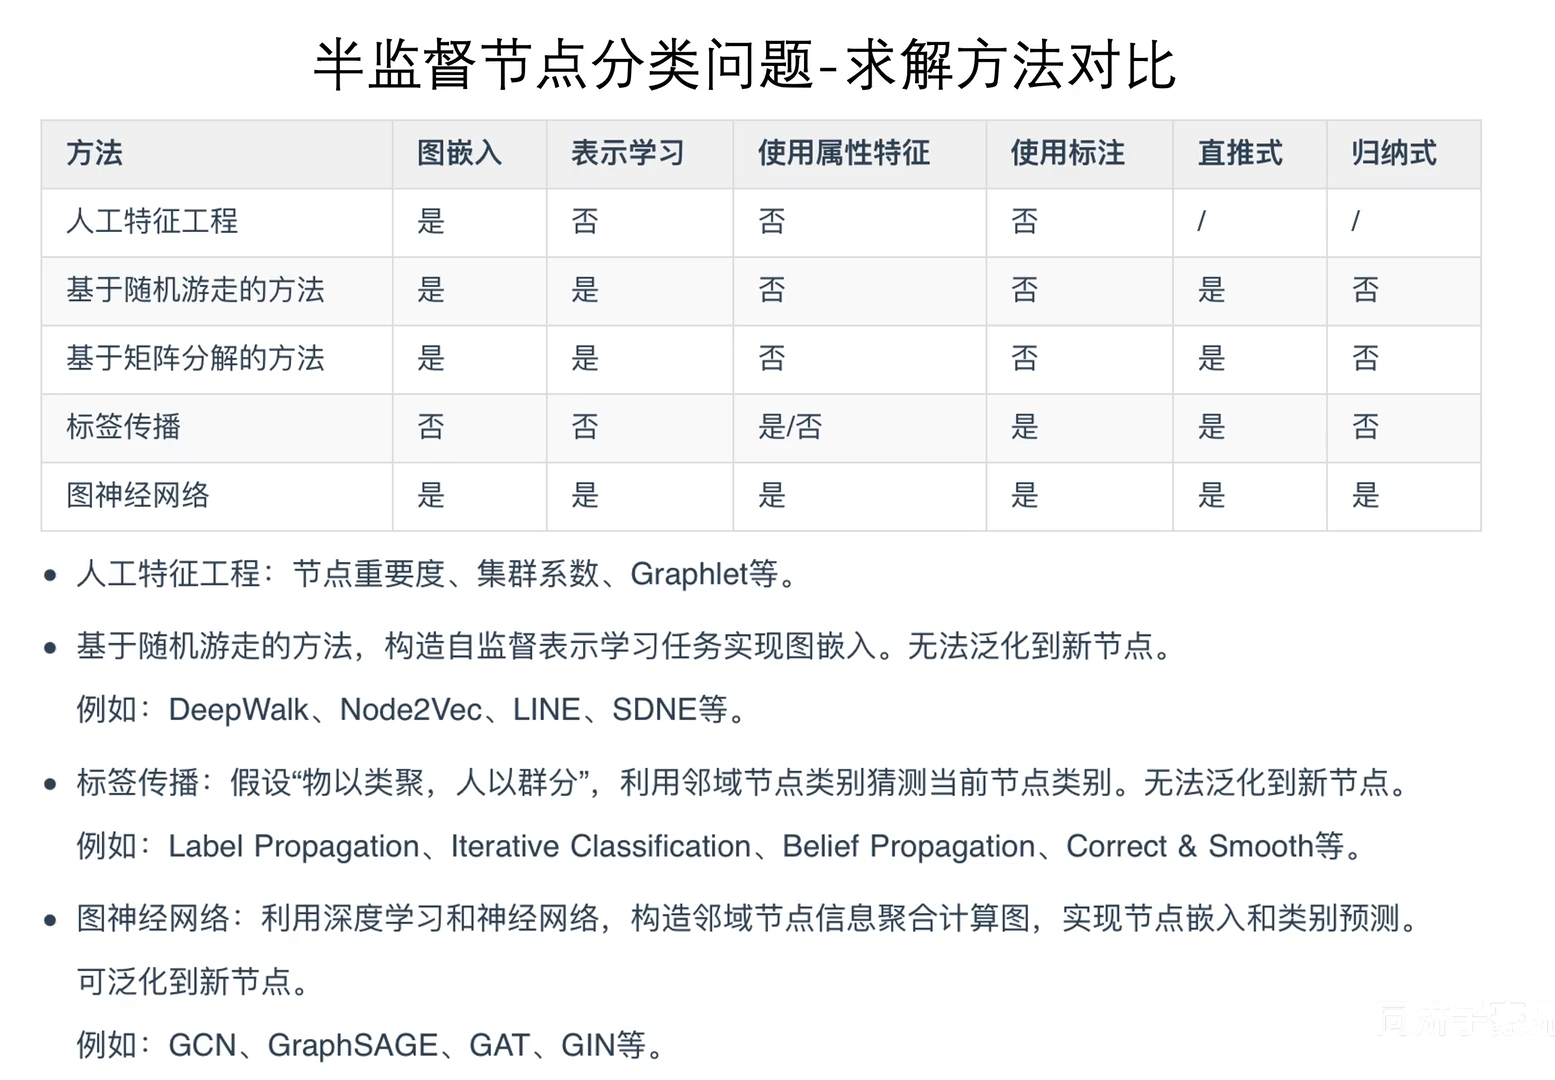 半监督节点分类问题-求解方法对比
方法 图嵌入 表示学习 使用属性特征 使用标注 直推式 归纳式
人工特征工程 是 否 否 否 / /
基于随机游走的方法 是 是 否 否 是 否
基于矩阵分解的方法 是 是 否 否 是 否
标签传播 否 否 是/否 是 是 否
图神经网络 是 是 是 是 是 是
• 人工特征工程：节点重要度、集群系数、Graphlet等。
• 基于随机游走的方法，构造自监督表示学习任务实现图嵌入。无法泛化到新节点。
例如：DeepWalk、Node2Vec、LINE、SDNE等。
• 标签传播：假设“物以类聚，人以群分”，利用邻域节点类别猜测当前节点类别。无法泛化到新节点。
例如：Label Propagation、Iterative Classification、Belief Propagation、Correct & Smooth等。
• 图神经网络：利用深度学习和神经网络，构造邻域节点信息聚合计算图，实现节点嵌入和类别预测。
可泛化到新节点。
例如：GCN、GraphSAGE、GAT、GIN等。